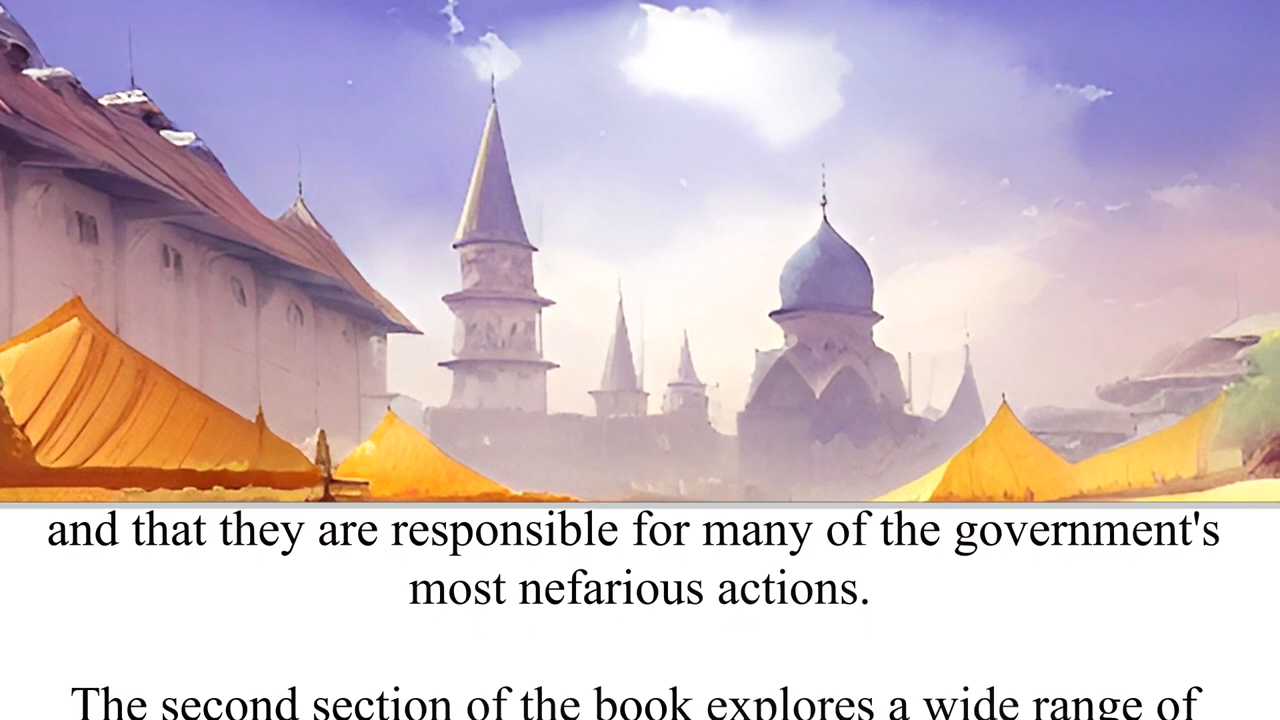 and that they are responsible for many of the government's
most nefarious actions.
The second section of the book explores a wide range of